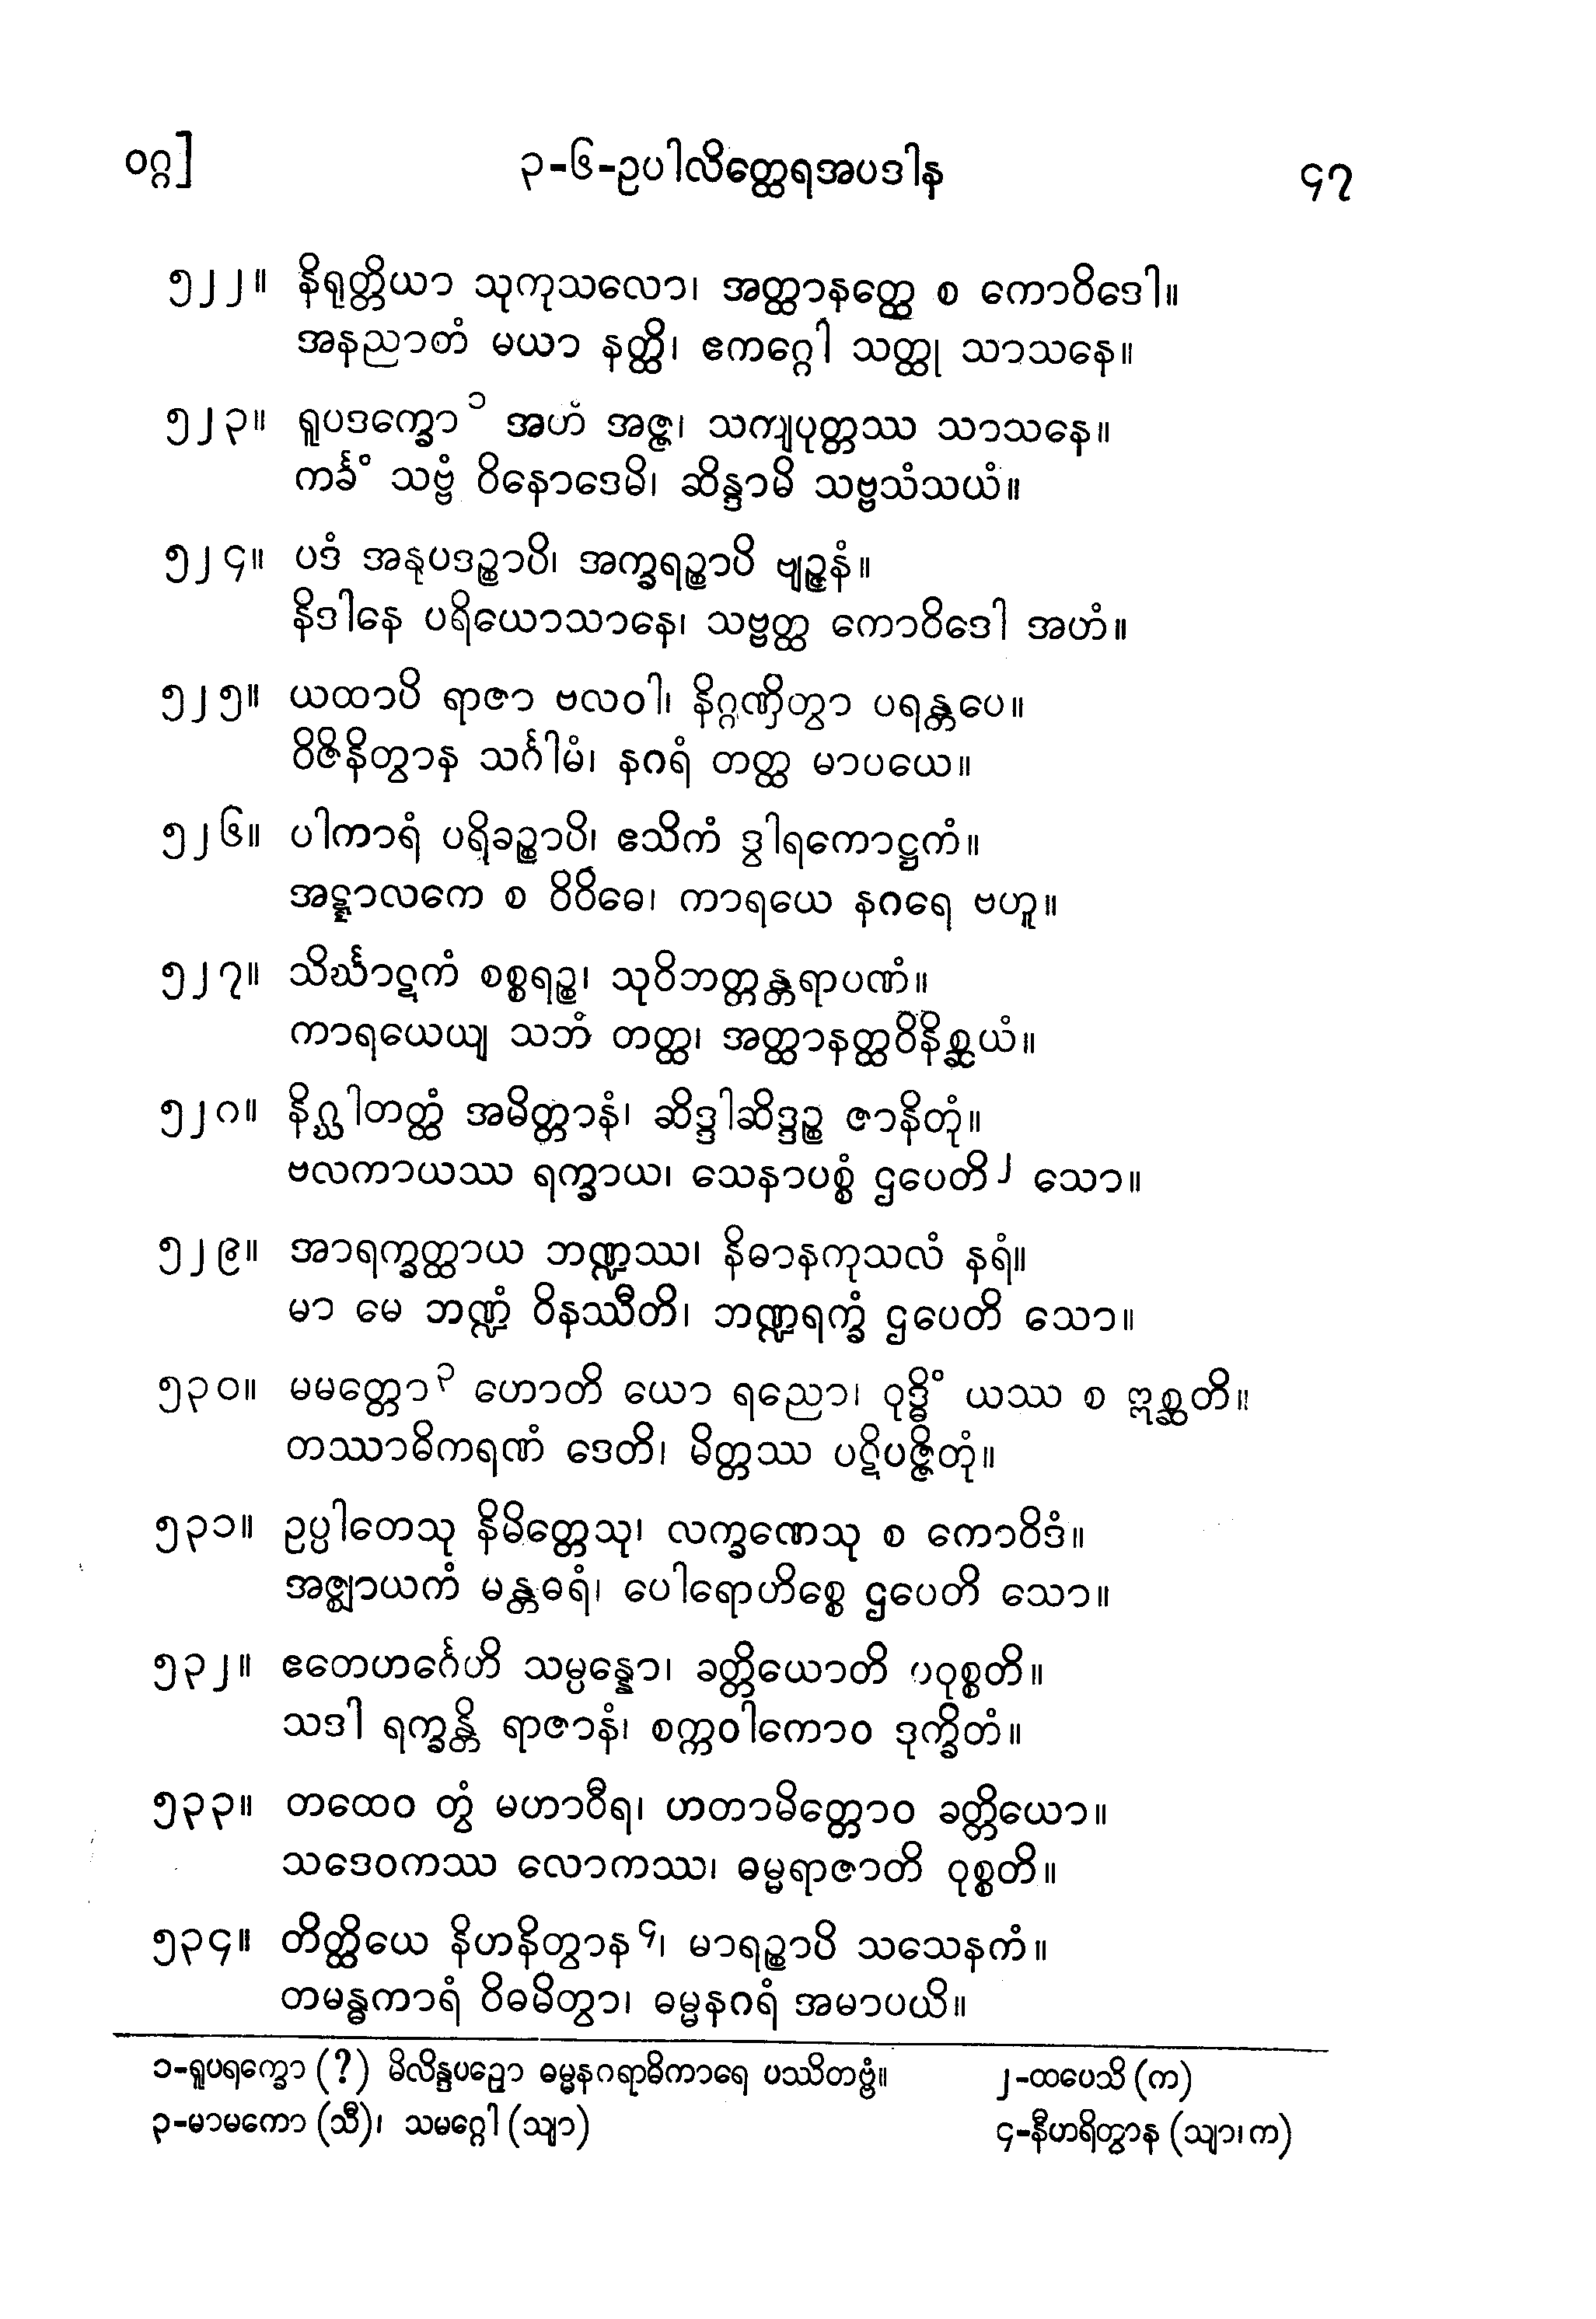 ဝဂ္ဂ] ၃-၆-ဥပါလိတ္ထေရအပဒါန ၄၇
၅၂၂။ နိရုတ္တိယာ သုကုသလော၊ အတ္ထာနတ္ထေ စ ကောဝိဒေါ။
အနညာတံ မယာ နတ္ထိ၊ ဧကဂ္ဂေါ သတ္ထု သာသနေ။
၅၂၃။ ရူပဒက္ခော၁ အဟံ အဇ္ဇ၊ သကျပုတ္တဿ သာသနေ။
ကင်္ခံ သဗ္ဗံ ဝိနောဒေမိ၊ ဆိန္ဒာမိ သဗ္ဗသံသယံ။
၅၂၄။ ပဒံ အနုပဒဉ္စာပိ၊ အက္ခရဉ္စာပိ ဗျဉ္ဇနံ။
နိဒါနေ ပရိယောသာနေ၊ သဗ္ဗတ္ထ ကောဝိဒေါ အဟံ။
၅၂၅။ ယထာပိ ရာဇာ ဗလဝါ၊ နိဂ္ဂဏှိတွာ ပရန္တပေ။
ဝိဇိနိတွာန သင်္ဂါမံ၊ နဂရံ တတ္ထ မာပယေ။
၅၂၆။ ပါကာရံ ပရိခဉ္စာပိ၊ ဧသိကံ ဒွါရကောဋ္ဌကံ။
အဋ္ဋာလကေ စ ဝိဝိဓေ၊ ကာရယေ နဂရေ ဗဟူ။
၅၂၇။ သိင်္ဃာဋကံ စစ္စရဉ္စ၊ သုဝိဘတ္တန္တရာပဏံ။
ကာရယေယျ သဘံ တတ္ထ၊ အတ္ထာနတ္ထဝိနိစ္ဆယံ။
၅၂၈။ နိဂ္ဃါတတ္ထံ အမိတ္တာနံ၊ ဆိဒ္ဒါဆိဒ္ဒဉ္စ ဇာနိတုံ။
ဗလကာယဿ ရက္ခာယ၊ သေနာပစ္စံ ဌပေတိ၂ သော။
၅၂၉။ အာရက္ခတ္ထာယ ဘဏ္ဍဿ၊ နိဓာနကုသလံ နရံ။
မာ မေ ဘဏ္ဍံ ဝိနဿီတိ၊ ဘဏ္ဍရက္ခံ ဌပေတိ သော။
၅၃၀။ မမတ္တော၃ ဟောတိ ယော ရညော၊ ဝုဒ္ဓိံ ယဿ စ ဣစ္ဆတိ။
တဿာဓိကရဏံ ဒေတိ၊ မိတ္တဿ ပဋိပဇ္ဇိတုံ။
၅၃၁။ ဥပ္ပါတေသု နိမိတ္တေသု၊ လက္ခဏေသု စ ကောဝိဒံ။
အဇ္ဈာယကံ မန္တဓရံ၊ ပေါရောဟိစ္စေ ဌပေတိ သော။
၅၃၂။ ဧတေဟင်္ဂေဟိ သမ္ပန္နော၊ ခတ္တိယောတိ ပဝုစ္စတိ။
သဒါ ရက္ခန္တိ ရာဇာနံ၊ စက္ကဝါကောဝ ဒုက္ခိတံ။
၅၃၃။ တထေဝ တွံ မဟာဝီရ၊ ဟတာမိတ္တောဝ ခတ္တိယော။
သဒေဝကဿ လောကဿ၊ ဓမ္မရာဇာတိ ဝုစ္စတိ။
၅၃၄။ တိတ္ထိယေ နိဟနိတွာန၄၊ မာရဉ္စာပိ သသေနကံ။
တမန္ဓကာရံ ဝိဓမိတွာ၊ ဓမ္မနဂရံ အမာပယိ။
၁-ရူပရက္ခော (?) မိလိန္ဒပဉှော ဓမ္မနဂရာဓိကာရေ ပဿိတဗ္ဗံ။ ၂-ထပေသိ (က)
၃-မာမကော (သီ)၊ သမဂ္ဂေါ (သျာ) ၄-နီဟရိတွာန (သျာ၊က)